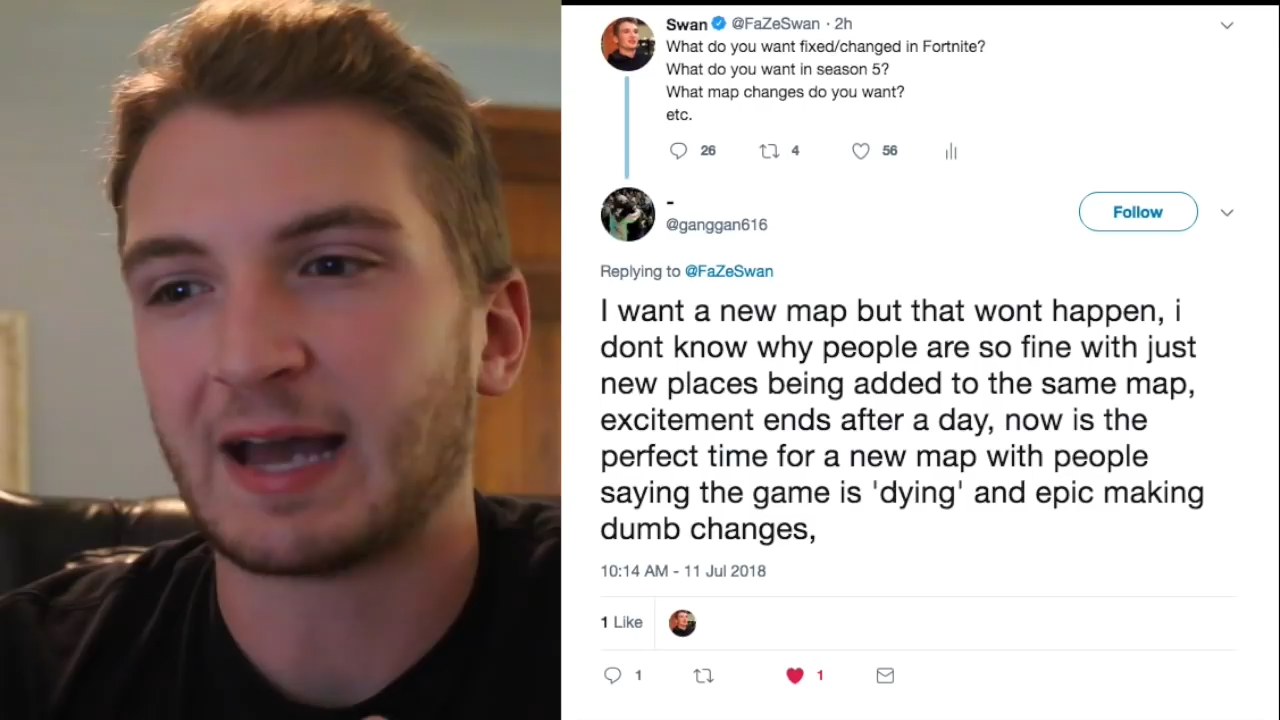 Swan @FaZeSwan · 2h
What do you want fixed/changed in Fortnite?
What do you want in season 5?
What map changes do you want?
etc.
26 4 56
-
@ganggan616
Follow
Replying to @FaZeSwan
I want a new map but that wont happen, i
dont know why people are so fine with just
new places being added to the same map,
excitement ends after a day, now is the
perfect time for a new map with people
saying the game is 'dying' and epic making
dumb changes,
10:14 AM - 11 Jul 2018
1 Like
1 1